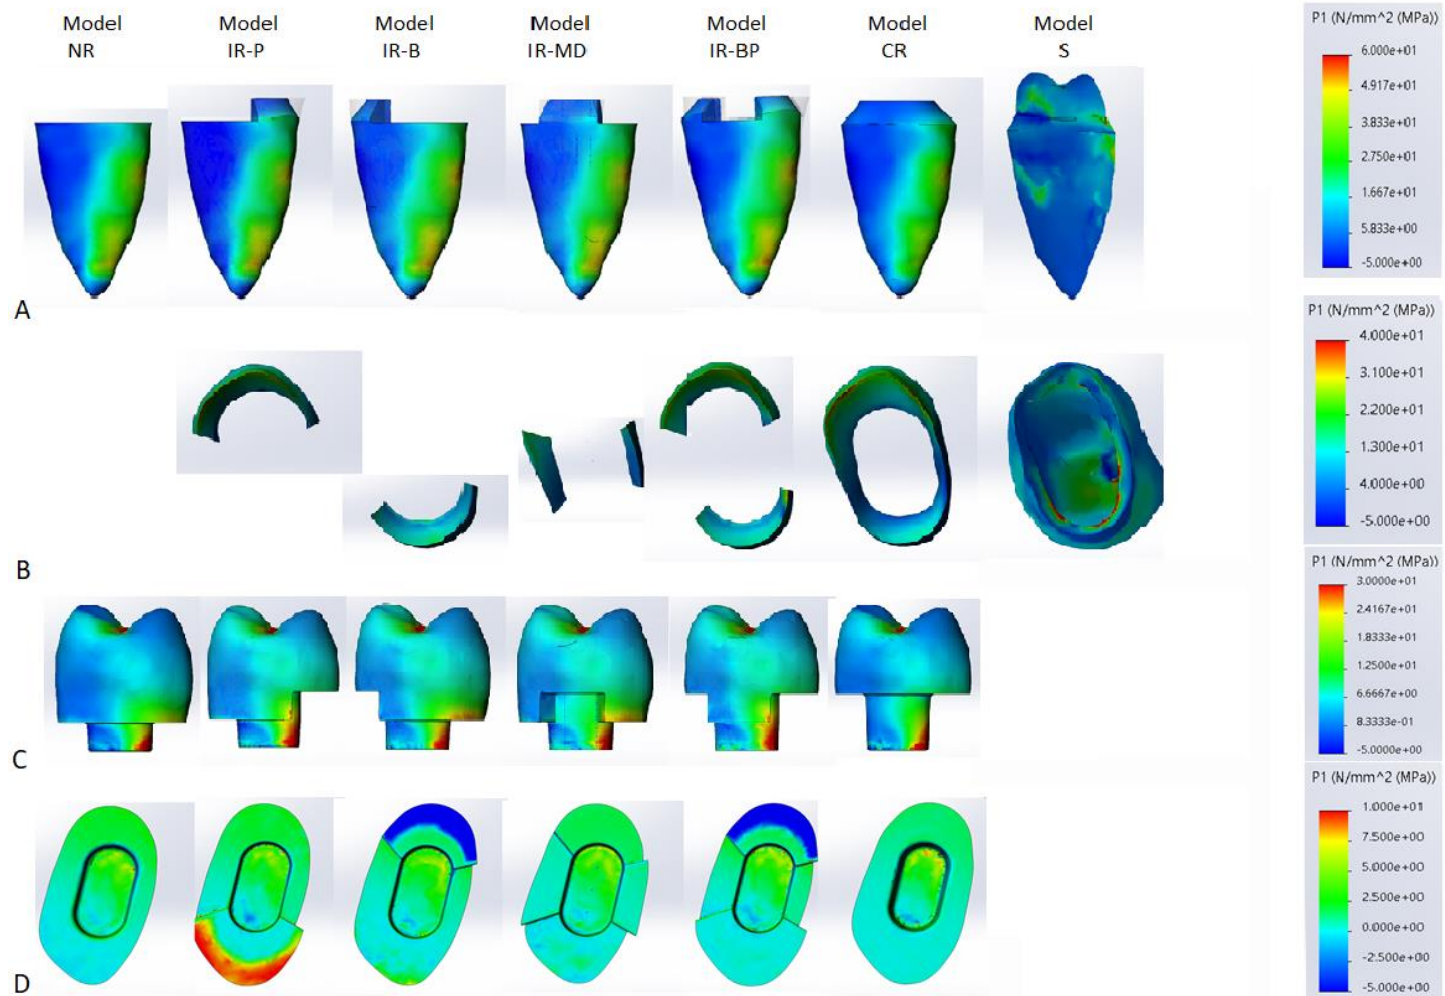 Model Model Model Model Model Model Model
NR IR-P IR-B IR-MD IR-BP CR S
P1 (N/mm^2 (MPa))
6.000e+01
4.917e+01
3.833e+01
2.750e+01
1.667e+01
5.833e+00
-5.000e+00
A
P1 (N/mm^2 (MPa))
4.000e+01
3.100e+01
2.200e+01
1.300e+01
4.000e+00
-5.000e+00
B
P1 (N/mm^2 (MPa))
3.0000e+01
2.4167e+01
1.8333e+01
1.2500e+01
6.6667e+00
8.3333e-01
-5.0000e+00
C
P1 (N/mm^2 (MPa))
1.000e+01
7.500e+00
5.000e+00
2.500e+00
0.000e+00
-2.500e+00
-5.000e+00
D